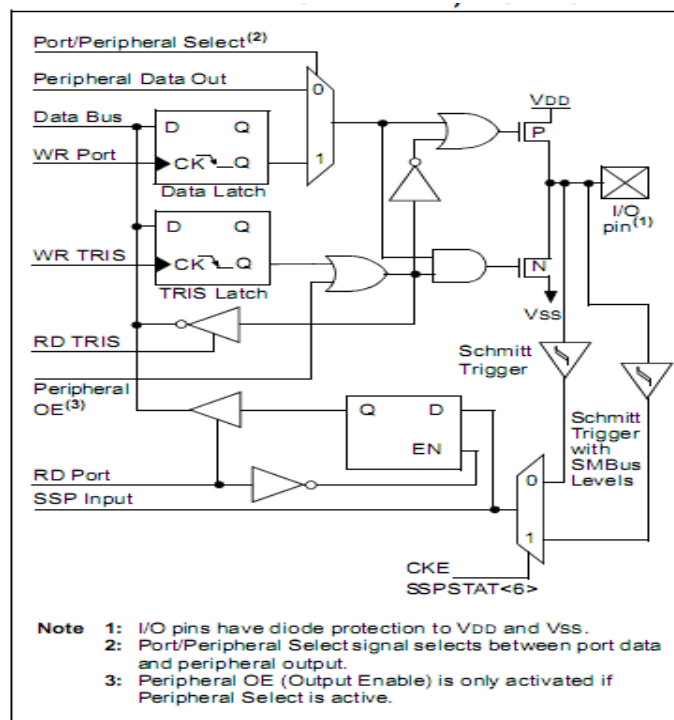 Port/Peripheral Select(2)
Peripheral Data Out
Data Bus
WR Port
D Q
CK Q
Data Latch
0
1
VDD
P
I/O
pin(1)
WR TRIS
D Q
CK Q
TRIS Latch
N
VSS
RD TRIS
Peripheral
OE(3)
Schmitt
Trigger
Schmitt
Trigger
with
SMBus
Levels
Q D
EN
RD Port
SSP Input
0
1
CKE
SSPSTAT<6>
Note 1: I/O pins have diode protection to VDD and VSS.
2: Port/Peripheral Select signal selects between port data
and peripheral output.
3: Peripheral OE (Output Enable) is only activated if
Peripheral Select is active.